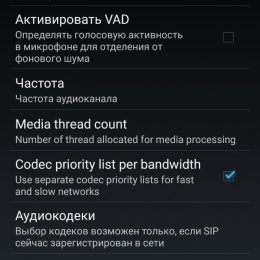 Активировать VAD
Определять голосовую активность
в микрофоне для отделения от
фонового шума
Частота
Частота аудиоканала
Media thread count
Number of thread allocated for media processing
Codec priority list per bandwidth
Use separate codec priority lists for fast
and slow networks
Аудиокодеки
Выбор кодеков возможен только, если SIP
сейчас зарегистрирован в сети